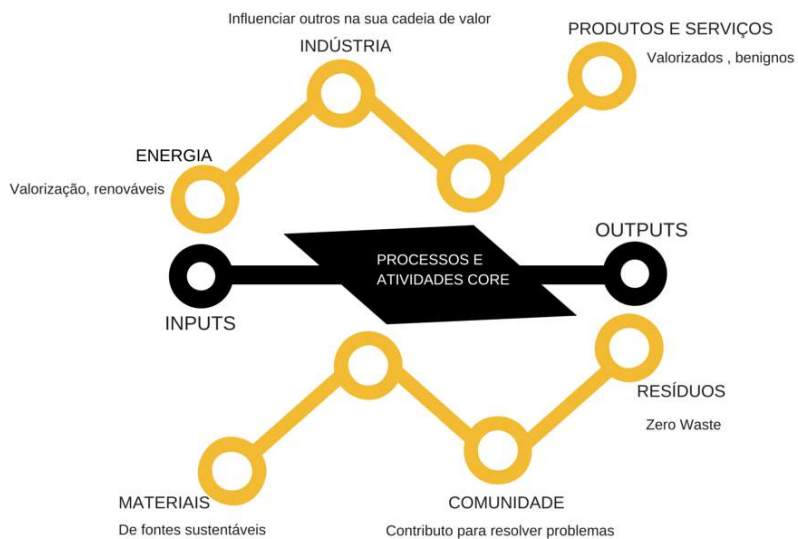 Influenciar outros na sua cadeia de valor
INDÚSTRIA
PRODUTOS E SERVIÇOS
Valorizados , benignos
ENERGIA
Valorização, renováveis
PROCESSOS E
ATIVIDADES CORE
OUTPUTS
INPUTS
RESÍDUOS
Zero Waste
MATERIAIS
De fontes sustentáveis
COMUNIDADE
Contributo para resolver problemas